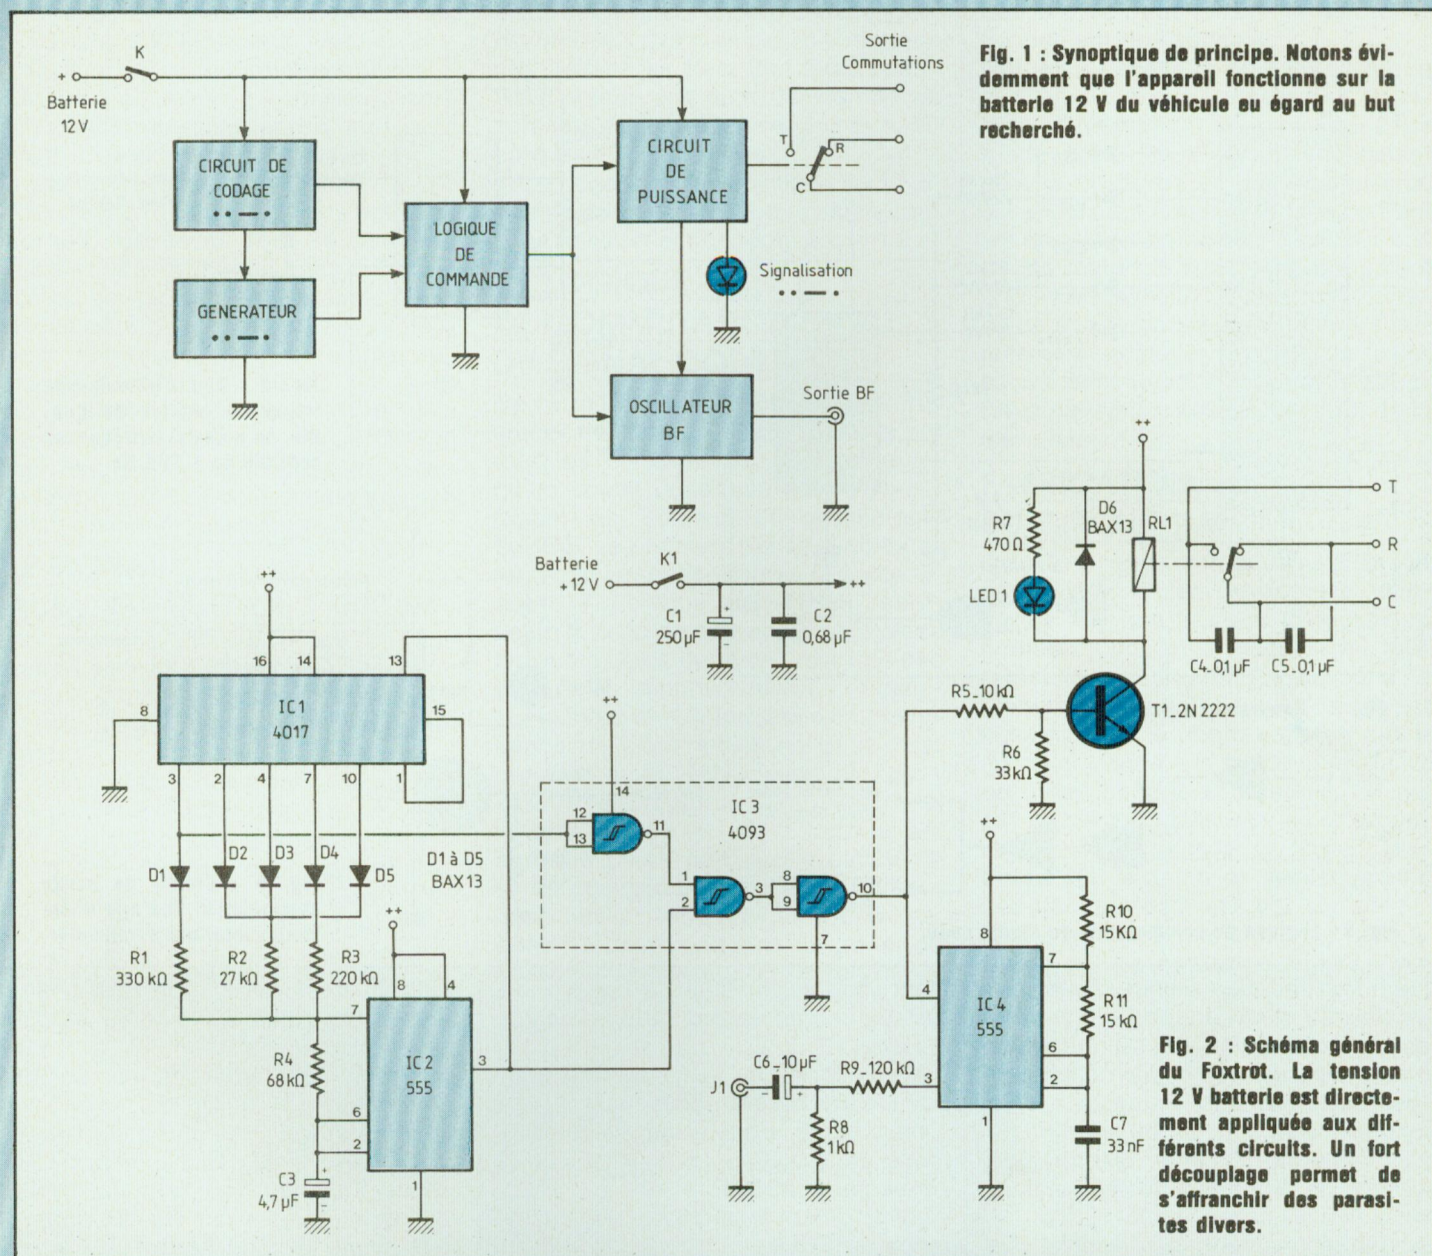 Fig. 1 : Synoptique de principe. Notons évi-
demment que l'appareil fonctionne sur la
batterie 12 V du véhicule eu égard au but
recherché.
K
+
Batterie
12 V
Sortie
Commutations
T
R
C
CIRCUIT DE
CODAGE
GENERATEUR
LOGIQUE
DE
COMMANDE
CIRCUIT
DE
PUISSANCE
Signalisation
OSCILLATEUR
BF
Sortie BF
Batterie
+ 12 V
K1
++
C1
250 µF
+
-
C2
0,68 µF
++
R7
470 Ω
LED 1
D6
BAX13
RL1
T
R
C
C4_0,1 µF
C5_0,1 µF
R5_10 kΩ
R6
33 kΩ
T1_2N 2222
++
16
14
13
8
IC 1
4017
15
3
2
4
7
10
1
D1
D2
D3
D4
D5
D1 à D5
BAX 13
R1
330 kΩ
R2
27 kΩ
R3
220 kΩ
++
8
4
7
R4
68 kΩ
IC 2
555
3
6
2
1
C3
4,7 µF
+
-
++
14
IC 3
4093
12
13
11
1
2
3
8
9
10
7
++
8
7
4
IC 4
555
6
2
3
1
R10
15 KΩ
R11
15 kΩ
C7
33 nF
J1
C6_10 µF
-
+
R9_120 kΩ
R8
1 kΩ
Fig. 2 : Schéma général
du Foxtrot. La tension
12 V batterie est directe-
ment appliquée aux dif-
férents circuits. Un fort
découplage permet de
s'affranchir des parasi-
tes divers.